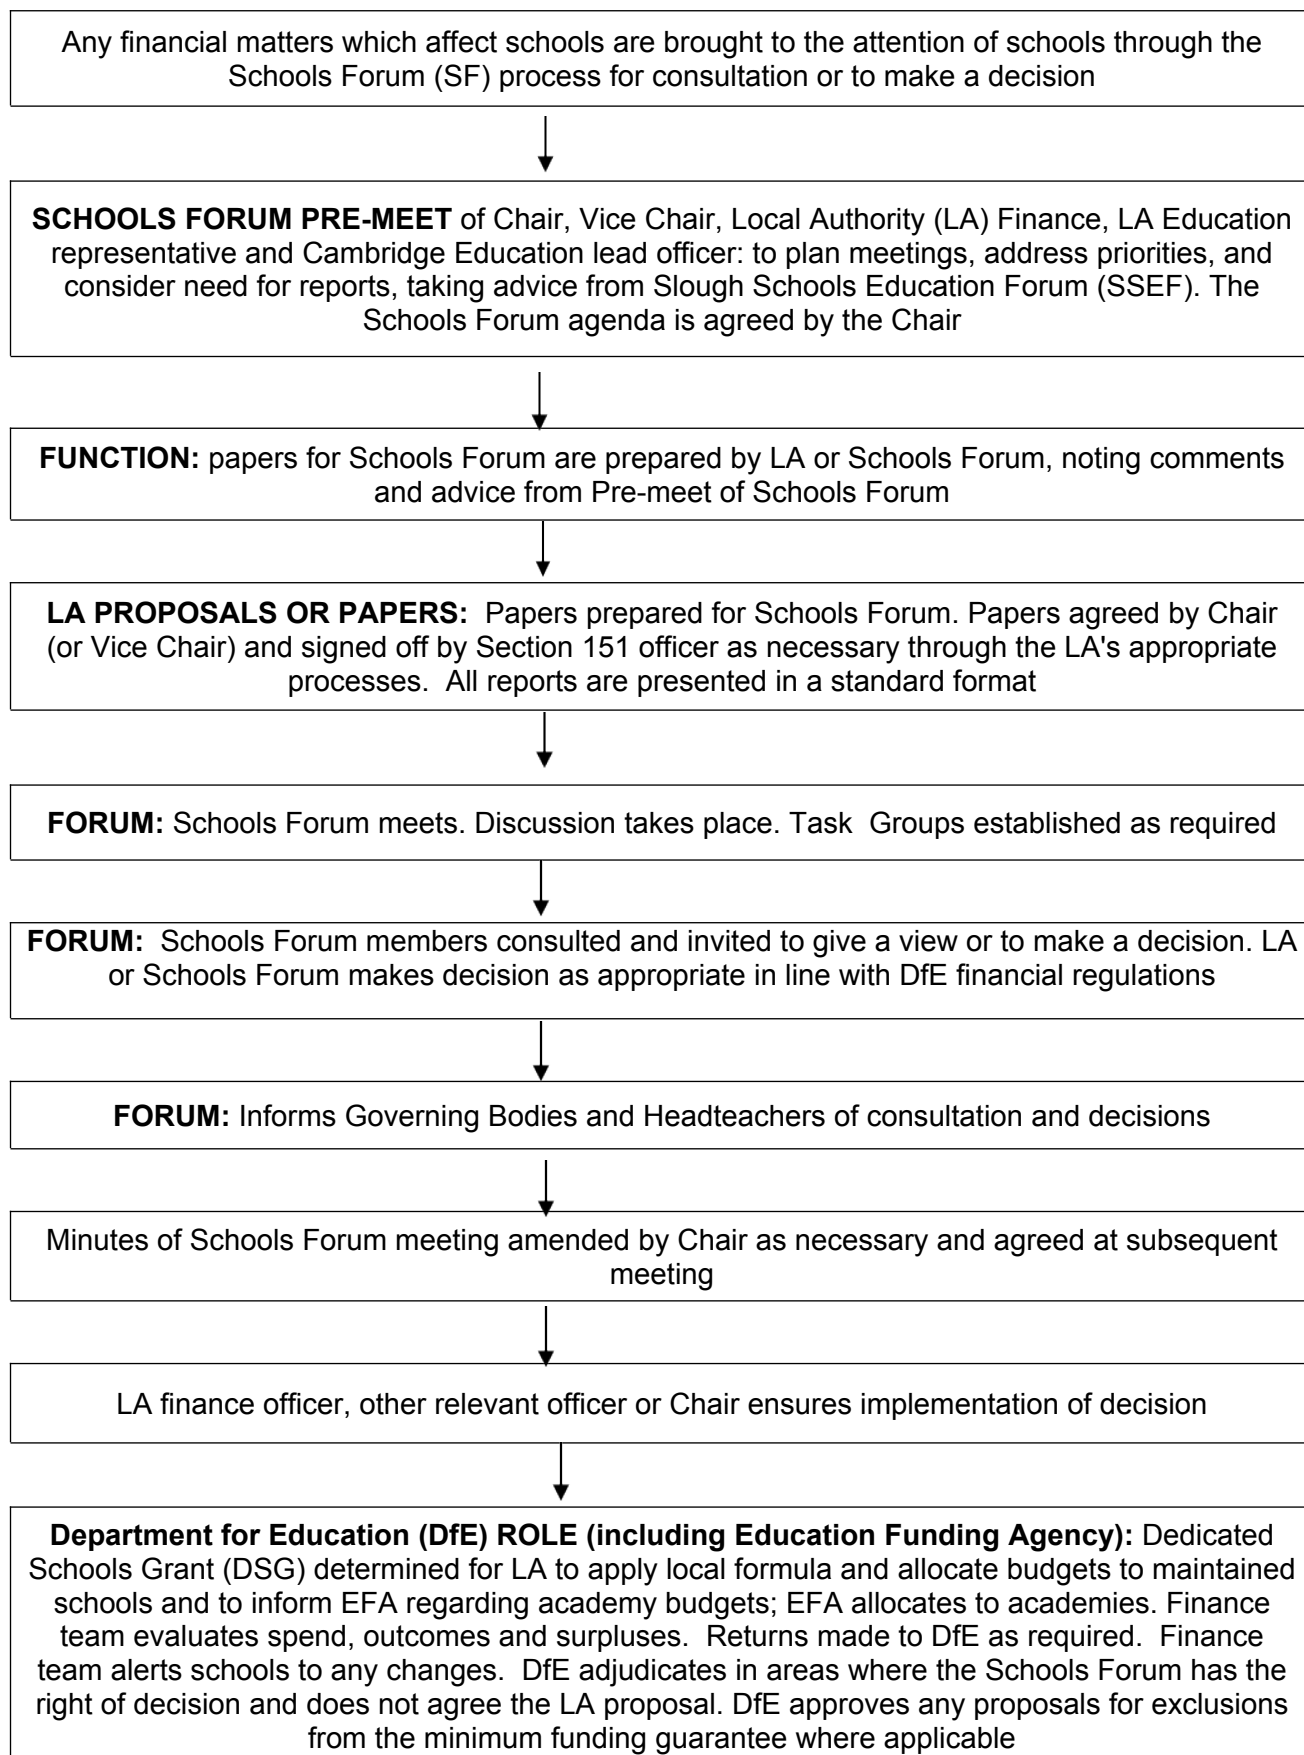 Any financial matters which affect schools are brought to the attention of schools through the
Schools Forum (SF) process for consultation or to make a decision
SCHOOLS FORUM PRE-MEET of Chair, Vice Chair, Local Authority (LA) Finance, LA Education
representative and Cambridge Education lead officer: to plan meetings, address priorities, and
consider need for reports, taking advice from Slough Schools Education Forum (SSEF). The
Schools Forum agenda is agreed by the Chair
FUNCTION: papers for Schools Forum are prepared by LA or Schools Forum, noting comments
and advice from Pre-meet of Schools Forum
LA PROPOSALS OR PAPERS: Papers prepared for Schools Forum. Papers agreed by Chair
(or Vice Chair) and signed off by Section 151 officer as necessary through the LA's appropriate
processes. All reports are presented in a standard format
FORUM: Schools Forum meets. Discussion takes place. Task Groups established as required
FORUM: Schools Forum members consulted and invited to give a view or to make a decision. LA
or Schools Forum makes decision as appropriate in line with DfE financial regulations
FORUM: Informs Governing Bodies and Headteachers of consultation and decisions
Minutes of Schools Forum meeting amended by Chair as necessary and agreed at subsequent
meeting
LA finance officer, other relevant officer or Chair ensures implementation of decision
Department for Education (DfE) ROLE (including Education Funding Agency): Dedicated
Schools Grant (DSG) determined for LA to apply local formula and allocate budgets to maintained
schools and to inform EFA regarding academy budgets; EFA allocates to academies. Finance
team evaluates spend, outcomes and surpluses. Returns made to DfE as required. Finance
team alerts schools to any changes. DfE adjudicates in areas where the Schools Forum has the
right of decision and does not agree the LA proposal. DfE approves any proposals for exclusions
from the minimum funding guarantee where applicable